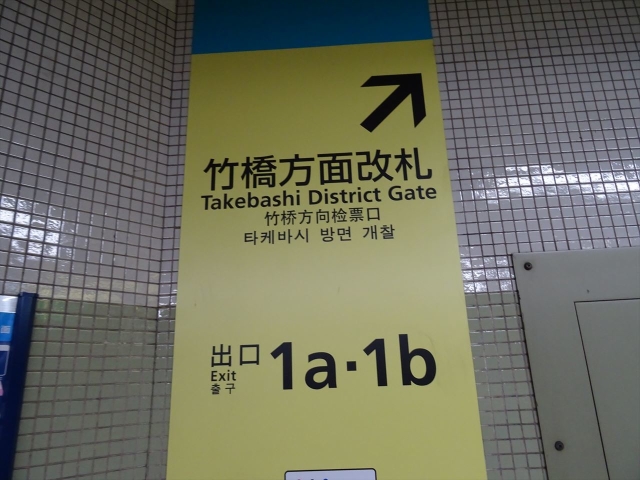 竹橋方面改札
Takebashi District Gate
竹桥方向检票口
타케바시 방면 개찰
出口 1a·1b
Exit
출구